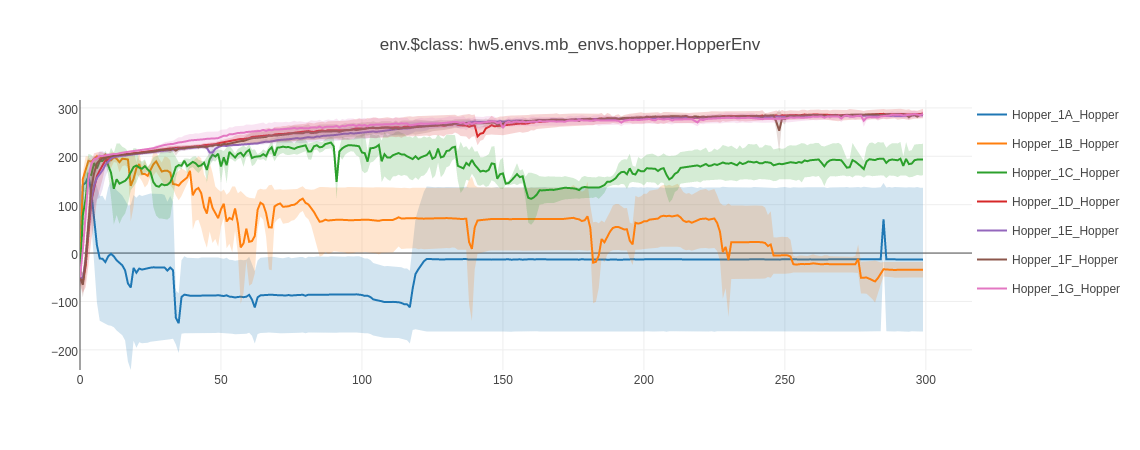 env.$class: hw5.envs.mb_envs.hopper.HopperEnv
300
200
100
0
−100
−200
0
50
100
150
200
250
300
Hopper_1A_Hopper
Hopper_1B_Hopper
Hopper_1C_Hopper
Hopper_1D_Hopper
Hopper_1E_Hopper
Hopper_1F_Hopper
Hopper_1G_Hopper